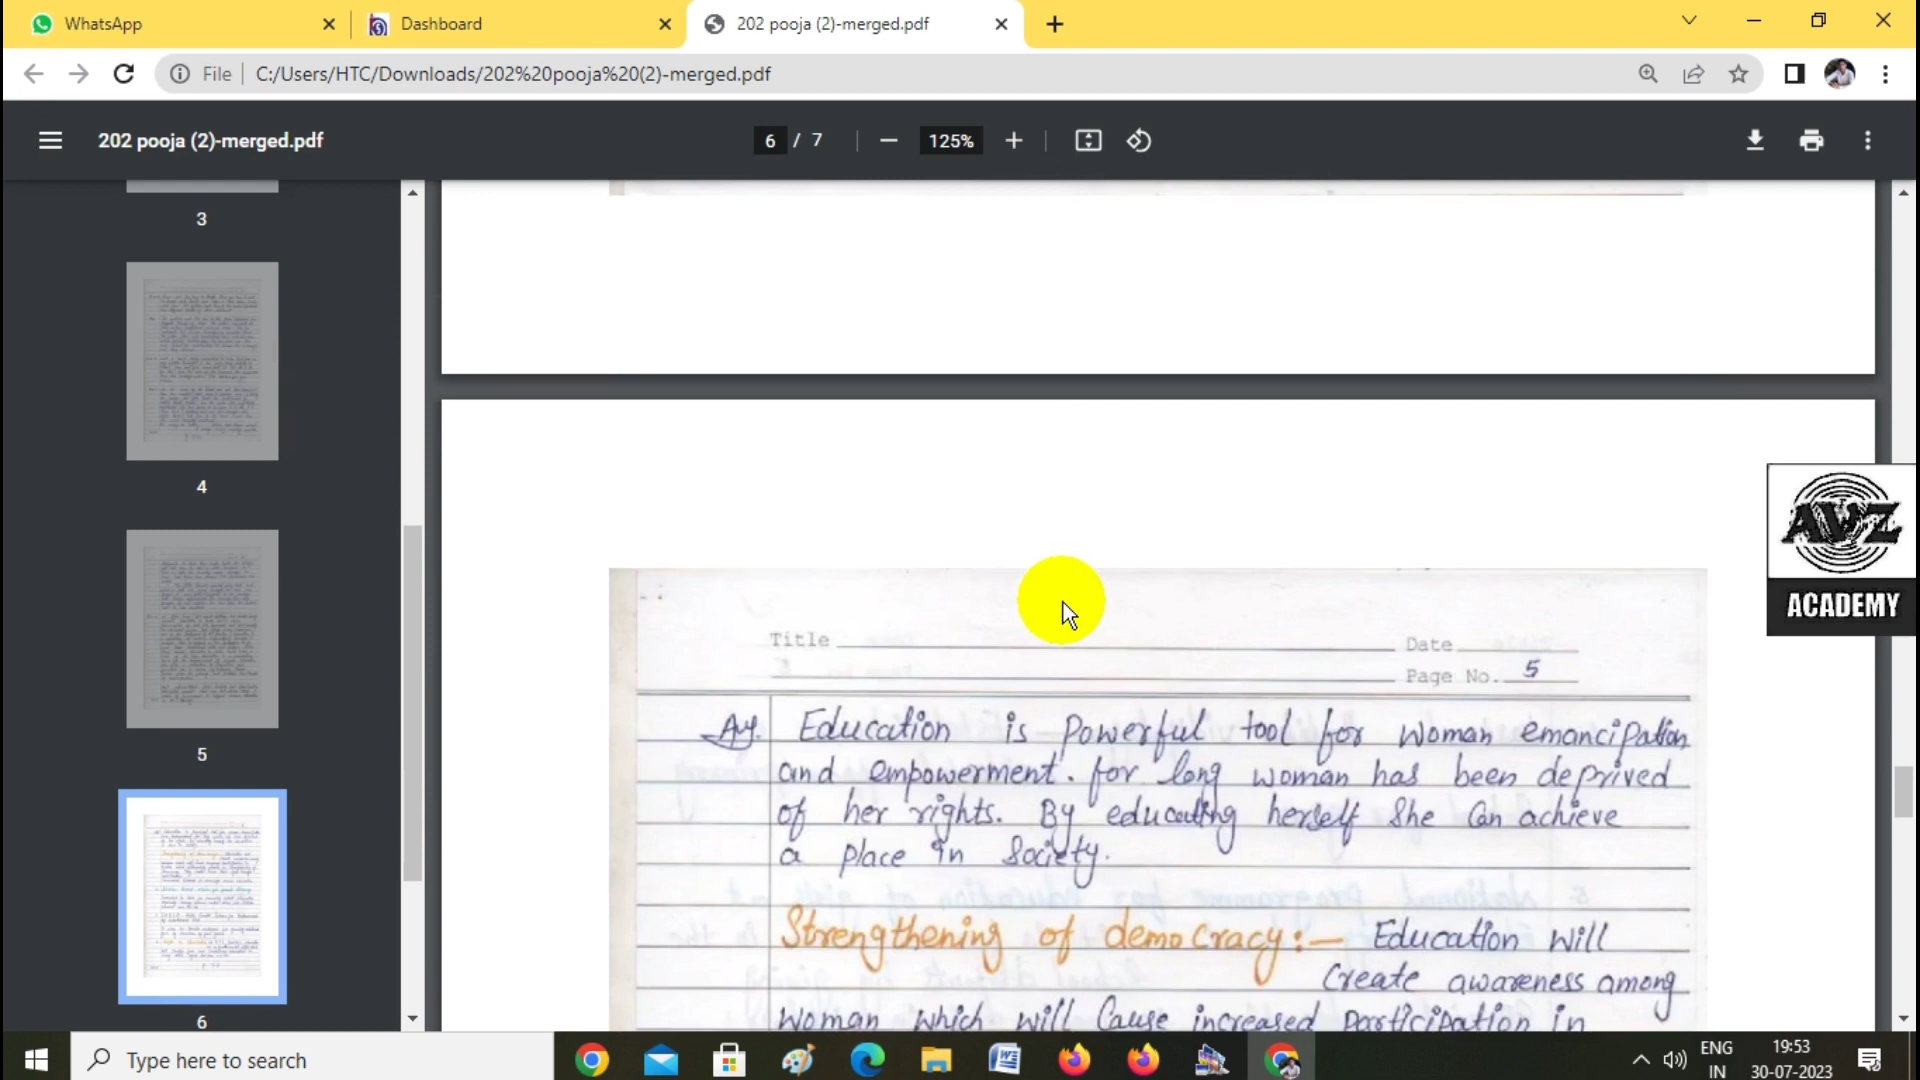 WhatsApp
Dashboard
202 pooja (2)-merged.pdf
File
C:/Users/HTC/Downloads/202%20pooja%20(2)-merged.pdf
202 pooja (2)-merged.pdf
6 / 7
125%
3
4
5
6
Title
Date
Page No. 5
Education is powerful tool for woman emancipation
and empowerment. for long woman has been deprived
of her rights. By educating herself She Can achieve
a place in Society.
Strengthening of democracy:— Education will
Create awareness among
woman which will Cause increased participation in
AVZ
ACADEMY
Type here to search
ENG
IN
19:53
30-07-2023